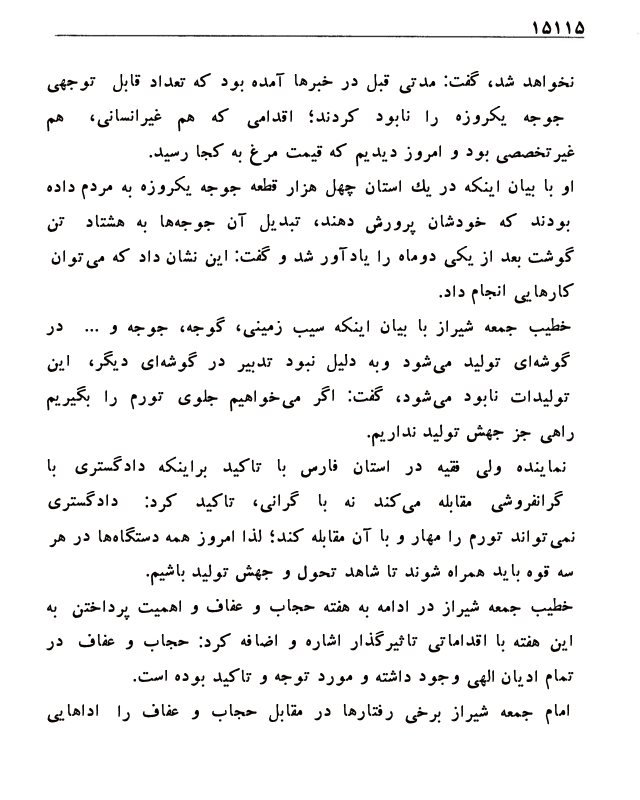 ۱۵۱۱۵
نخواهد شد، گفت: مدتی قبل در خبرها آمده بود که تعداد قابل توجهی
جوجه یکروزه را نابود کردند؛ اقدامی که هم غیرانسانی، هم
غیرتخصصی بود و امروز دیدیم که قیمت مرغ به کجا رسید.
او با بیان اینکه در یك استان چهل هزار قطعه جوجه یکروزه به مردم داده
بودند که خودشان پرورش دهند، تبدیل آن جوجه‌ها به هشتاد تن
گوشت بعد از یکی دوماه را یادآور شد و گفت: این نشان داد که می‌توان
کارهایی انجام داد.
خطیب جمعه شیراز با بیان اینکه سیب زمینی، گوجه، جوجه و ... در
گوشه‌ای تولید می‌شود وبه دلیل نبود تدبیر در گوشه‌ای دیگر، این
تولیدات نابود می‌شود، گفت: اگر می‌خواهیم جلوی تورم را بگیریم
راهی جز جهش تولید نداریم.
نماینده ولی فقیه در استان فارس با تاکید براینکه دادگستری با
گرانفروشی مقابله می‌کند نه با گرانی، تاکید کرد: دادگستری
نمی‌تواند تورم را مهار و با آن مقابله کند؛ لذا امروز همه دستگاه‌ها در هر
سه قوه باید همراه شوند تا شاهد تحول و جهش تولید باشیم.
خطیب جمعه شیراز در ادامه به هفته حجاب و عفاف و اهمیت پرداختن به
این هفته با اقداماتی تاثیرگذار اشاره و اضافه کرد: حجاب و عفاف در
تمام ادیان الهی وجود داشته و مورد توجه و تاکید بوده است.
امام جمعه شیراز برخی رفتارها در مقابل حجاب و عفاف را اداهایی